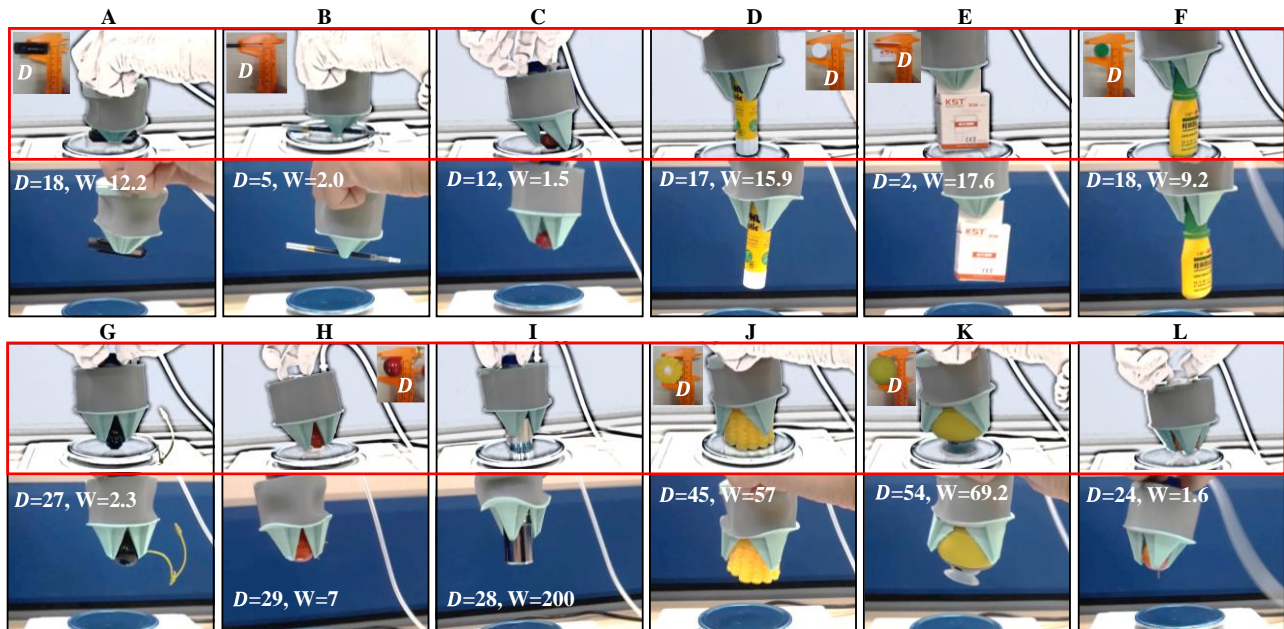 A B C D E F
D D D D D
KST
D=18, W=12.2 D=5, W=2.0 D=12, W=1.5 D=17, W=15.9 D=2, W=17.6 D=18, W=9.2
KST
G H I J K L
D D D
D=27, W=2.3 D=45, W=57 D=54, W=69.2 D=24, W=1.6
D=29, W=7 D=28, W=200